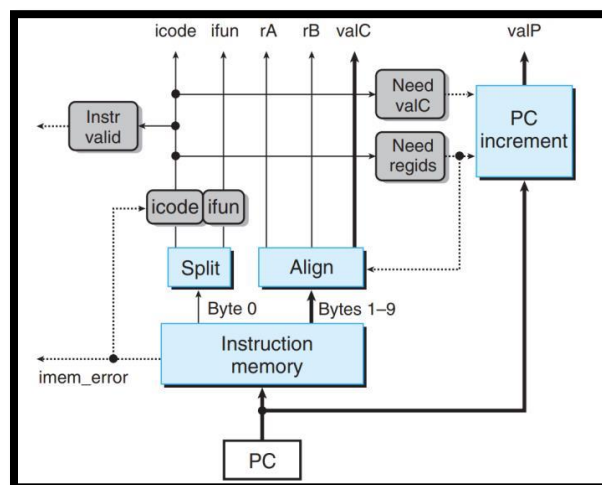 icode ifun rA rB valC valP
Need
valC
Instr
valid
PC
increment
Need
regids
icode ifun
Split
Align
Byte 0
Bytes 1–9
Instruction
memory
imem_error
PC